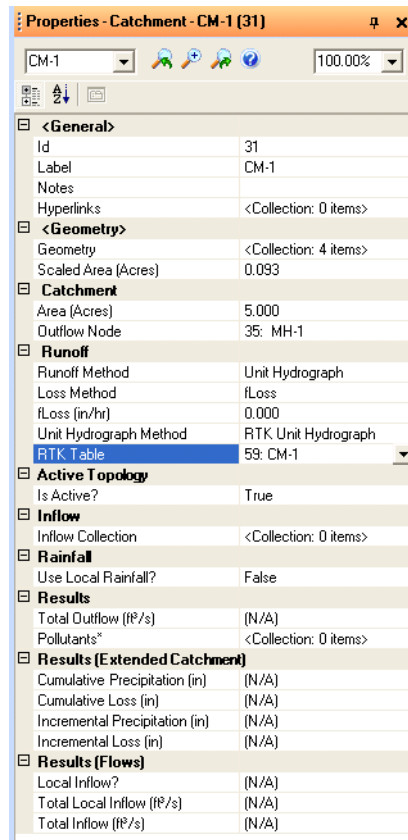 Properties - Catchment - CM-1 (31)
CM-1 100.00%
<General>
Id 31
Label CM-1
Notes
Hyperlinks <Collection: 0 items>
<Geometry>
Geometry <Collection: 4 items>
Scaled Area (Acres) 0.093
Catchment
Area (Acres) 5.000
Outflow Node 35: MH-1
Runoff
Runoff Method Unit Hydrograph
Loss Method fLoss
fLoss (in/hr) 0.000
Unit Hydrograph Method RTK Unit Hydrograph
RTK Table 59: CM-1
Active Topology
Is Active? True
Inflow
Inflow Collection <Collection: 0 items>
Rainfall
Use Local Rainfall? False
Results
Total Outflow (ft³/s) (N/A)
Pollutants* <Collection: 0 items>
Results (Extended Catchment)
Cumulative Precipitation (in) (N/A)
Cumulative Loss (in) (N/A)
Incremental Precipitation (in) (N/A)
Incremental Loss (in) (N/A)
Results (Flows)
Local Inflow? (N/A)
Total Local Inflow (ft³/s) (N/A)
Total Inflow (ft³/s) (N/A)